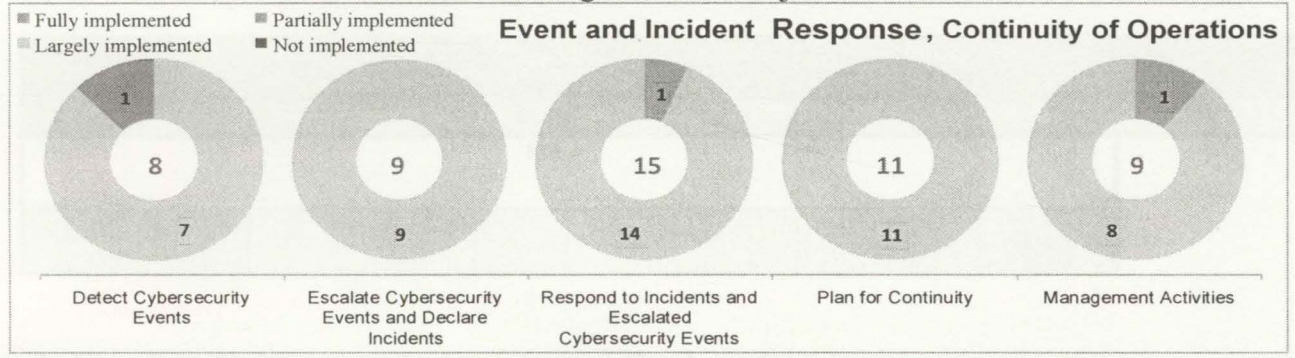 Fully implemented
Partially implemented
Largely implemented
Not implemented
Event and Incident Response, Continuity of Operations
1
8
7
9
9
1
15
14
11
11
1
9
8
Detect Cybersecurity
Events
Escalate Cybersecurity
Events and Declare
Incidents
Respond to Incidents and
Escalated
Cybersecurity Events
Plan for Continuity
Management Activities